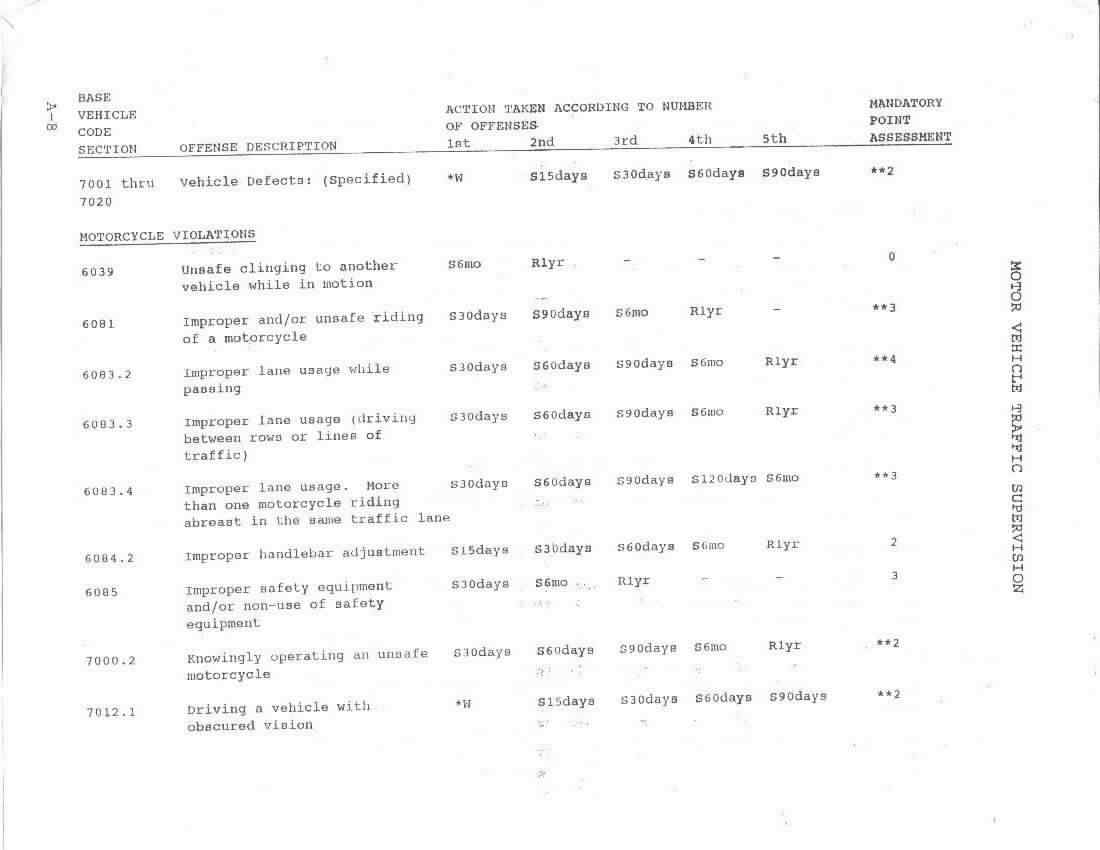 A-8
BASE
VEHICLE
CODE
SECTION OFFENSE DESCRIPTION
ACTION TAKEN ACCORDING TO NUMBER
OF OFFENSES
1st 2nd 3rd 4th 5th
MANDATORY
POINT
ASSESSMENT
7001 thru Vehicle Defects: (Specified) *W S15days S30days S60days S90days **2
7020
MOTORCYCLE VIOLATIONS
6039 Unsafe clinging to another S6mo R1yr - - - 0
vehicle while in motion
6081 Improper and/or unsafe riding S30days S90days S6mo R1yr - **3
of a motorcycle
6083.2 Improper lane usage while S30days S60days S90days S6mo R1yr **4
passing
6083.3 Improper lane usage (driving S30days S60days S90days S6mo R1yr **3
between rows or lines of
traffic)
6083.4 Improper lane usage. More S30days S60days S90days S120days S6mo **3
than one motorcycle riding
abreast in the same traffic lane
6084.2 Improper handlebar adjustment S15days S30days S60days S6mo R1yr 2
6085 Improper safety equipment S30days S6mo R1yr - - 3
and/or non-use of safety
equipment
7000.2 Knowingly operating an unsafe S30days S60days S90days S6mo R1yr **2
motorcycle
7012.1 Driving a vehicle with *W S15days S30days S60days S90days **2
obscured vision
MOTOR VEHICLE TRAFFIC SUPERVISION